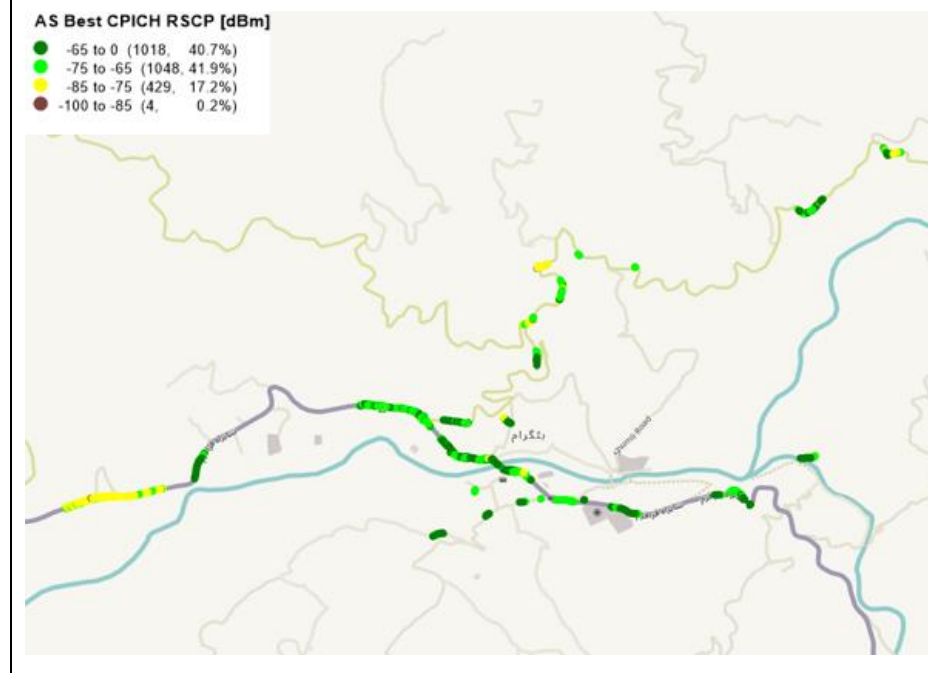 AS Best CPICH RSCP [dBm]
-65 to 0 (1018, 40.7%)
-75 to -65 (1048, 41.9%)
-85 to -75 (429, 17.2%)
-100 to -85 (4, 0.2%)
بٹگرام
Road